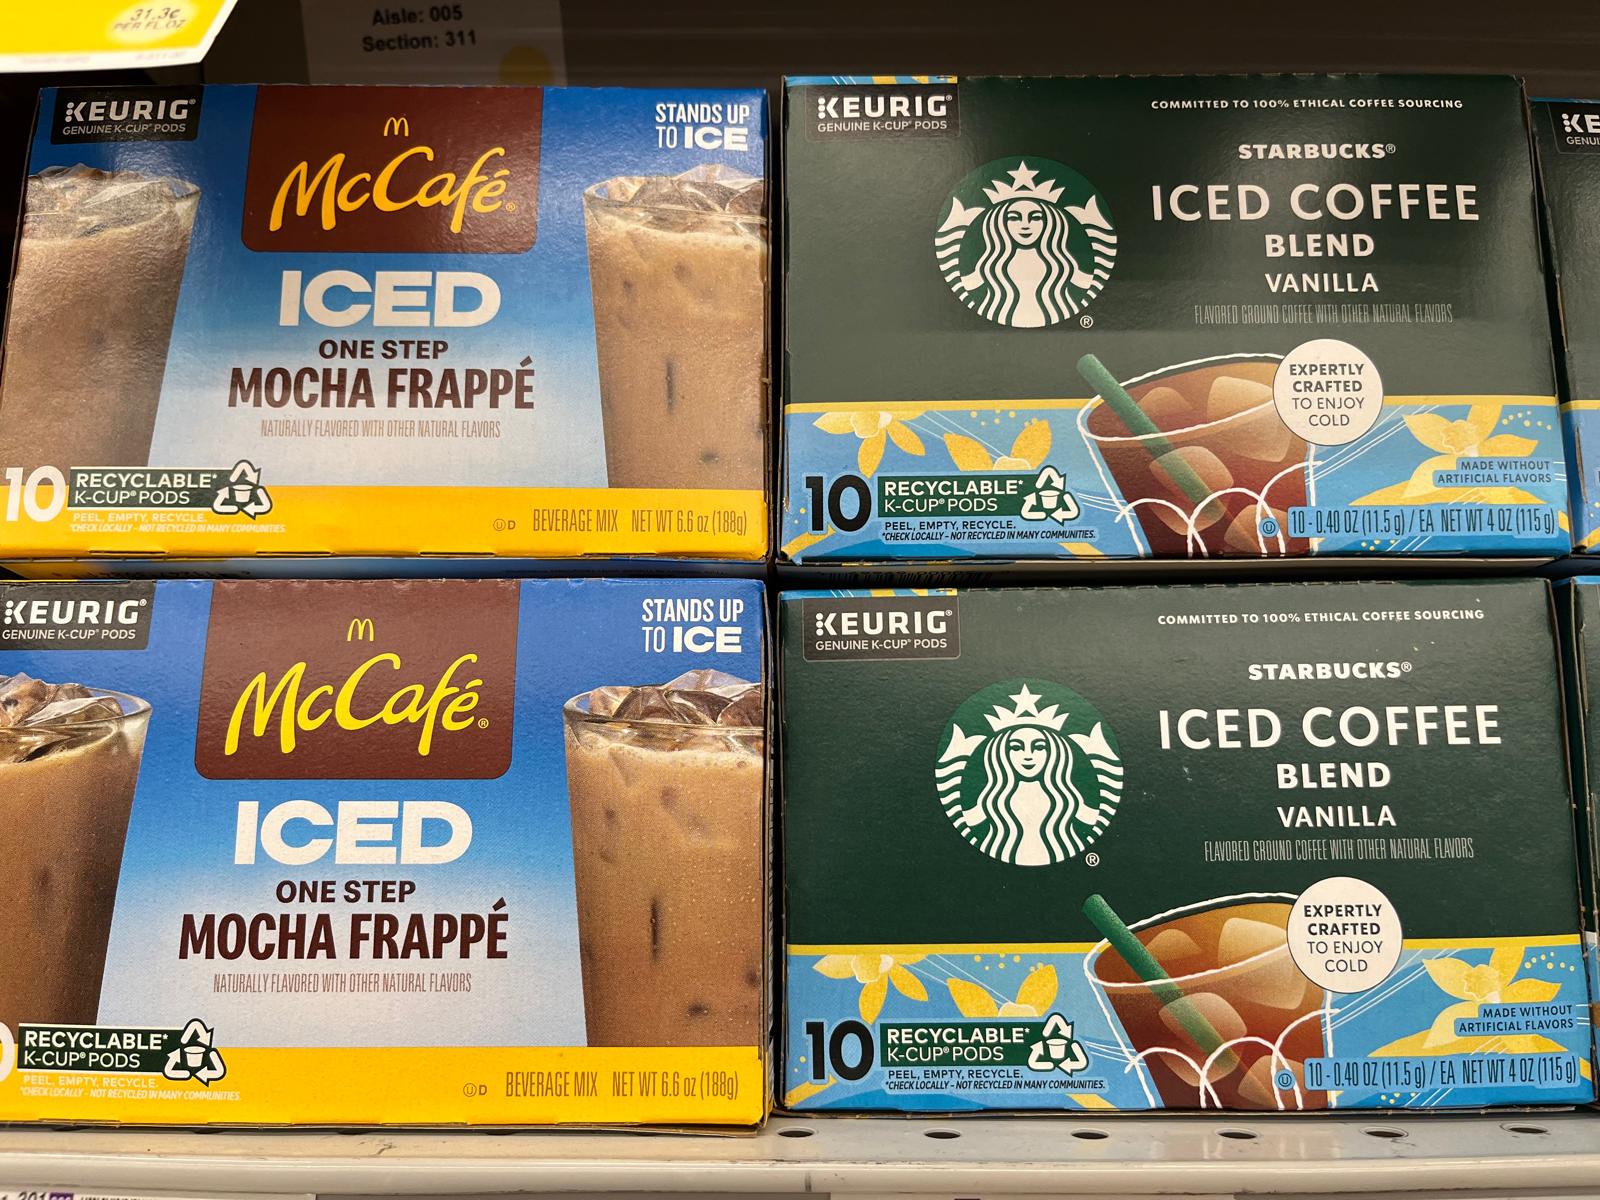 31.3¢
PER FL.OZ
Aisle: 005
Section: 311
KEURIG®
GENUINE K-CUP® PODS
McCafé®
STANDS UP
TO ICE
ICED
ONE STEP
MOCHA FRAPPÉ
NATURALLY FLAVORED WITH OTHER NATURAL FLAVORS
10 RECYCLABLE*
K-CUP® PODS
PEEL, EMPTY, RECYCLE.
*CHECK LOCALLY - NOT RECYCLED IN MANY COMMUNITIES.
U D BEVERAGE MIX NET WT 6.6 oz (188g)
KEURIG®
GENUINE K-CUP® PODS
COMMITTED TO 100% ETHICAL COFFEE SOURCING
STARBUCKS®
ICED COFFEE
BLEND
VANILLA
FLAVORED GROUND COFFEE WITH OTHER NATURAL FLAVORS
®
EXPERTLY
CRAFTED
TO ENJOY
COLD
MADE WITHOUT
ARTIFICIAL FLAVORS
10 RECYCLABLE*
K-CUP® PODS
PEEL, EMPTY, RECYCLE.
*CHECK LOCALLY - NOT RECYCLED IN MANY COMMUNITIES.
U 10 - 0.40 OZ (11.5 g) / EA NET WT 4 OZ (115 g)
KE
GENUI
KEURIG®
GENUINE K-CUP® PODS
McCafé®
STANDS UP
TO ICE
ICED
ONE STEP
MOCHA FRAPPÉ
NATURALLY FLAVORED WITH OTHER NATURAL FLAVORS
0 RECYCLABLE*
K-CUP® PODS
PEEL, EMPTY, RECYCLE.
*CHECK LOCALLY - NOT RECYCLED IN MANY COMMUNITIES.
U D BEVERAGE MIX NET WT 6.6 oz (188g)
KEURIG®
GENUINE K-CUP® PODS
COMMITTED TO 100% ETHICAL COFFEE SOURCING
STARBUCKS®
ICED COFFEE
BLEND
VANILLA
FLAVORED GROUND COFFEE WITH OTHER NATURAL FLAVORS
®
EXPERTLY
CRAFTED
TO ENJOY
COLD
MADE WITHOUT
ARTIFICIAL FLAVORS
10 RECYCLABLE*
K-CUP® PODS
PEEL, EMPTY, RECYCLE.
*CHECK LOCALLY - NOT RECYCLED IN MANY COMMUNITIES.
U 10 - 0.40 OZ (11.5 g) / EA NET WT 4 OZ (115 g)